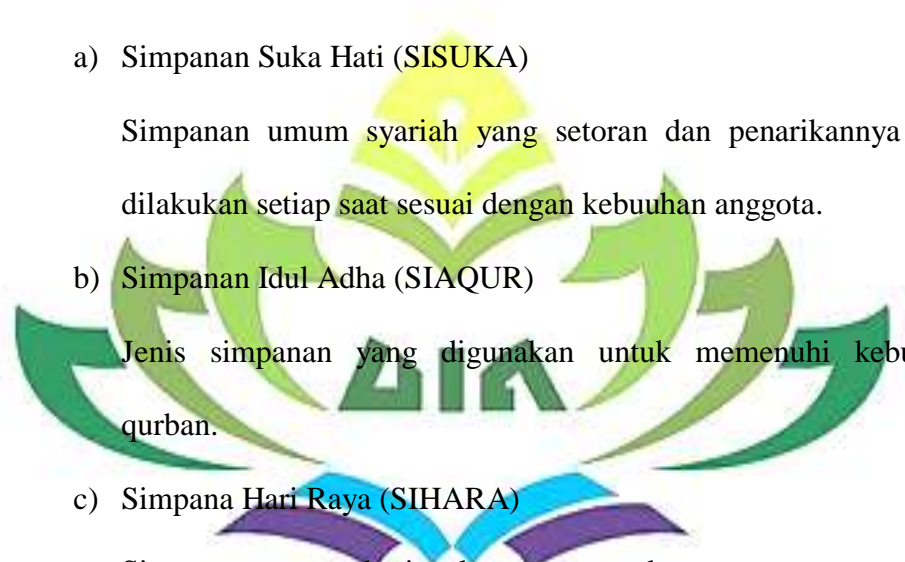 a) Simpanan Suka Hati (SISUKA)
Simpanan umum syariah yang setoran dan penarikannya
dilakukan setiap saat sesuai dengan kebuuhan anggota.
b) Simpanan Idul Adha (SIAQUR)
Jenis simpanan yang digunakan untuk memenuhi
qurban.
c) Simpana Hari Raya (SIHARA)